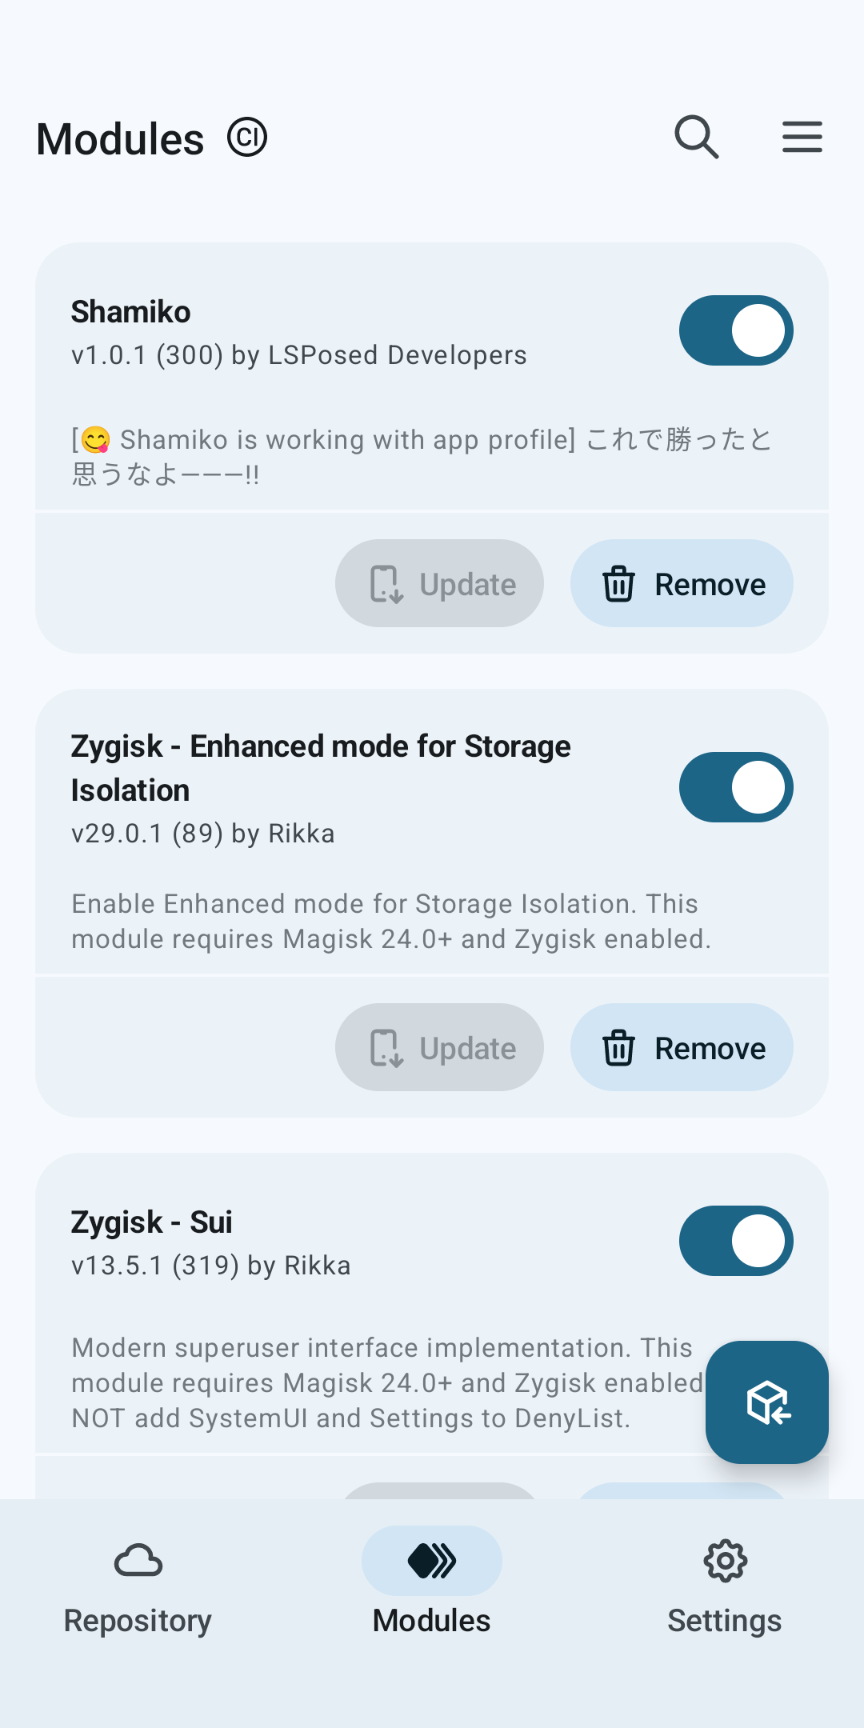 Modules CI
Shamiko
v1.0.1 (300) by LSPosed Developers
[😋 Shamiko is working with app profile] これで勝ったと
思うなよ―――!!
Update Remove
Zygisk - Enhanced mode for Storage
Isolation
v29.0.1 (89) by Rikka
Enable Enhanced mode for Storage Isolation. This
module requires Magisk 24.0+ and Zygisk enabled.
Update Remove
Zygisk - Sui
v13.5.1 (319) by Rikka
Modern superuser interface implementation. This
module requires Magisk 24.0+ and Zygisk enabled
NOT add SystemUI and Settings to DenyList.
Repository Modules Settings